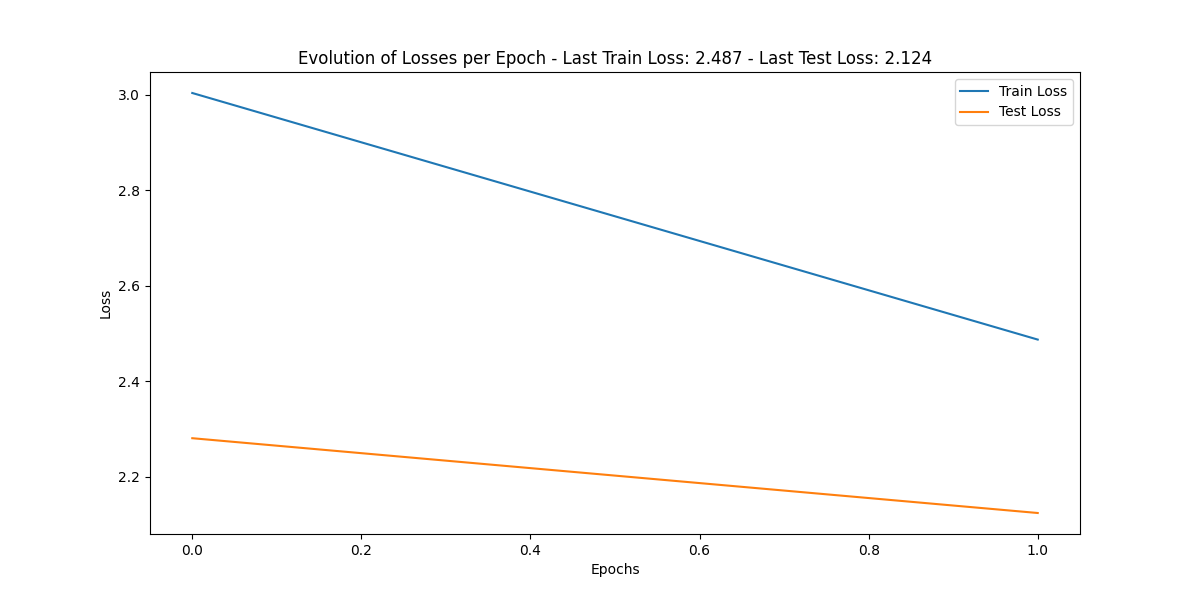 Evolution of Losses per Epoch - Last Train Loss: 2.487 - Last Test Loss: 2.124
Train Loss
Test Loss
3.0
2.8
2.6
2.4
2.2
Loss
0.0 0.2 0.4 0.6 0.8 1.0
Epochs